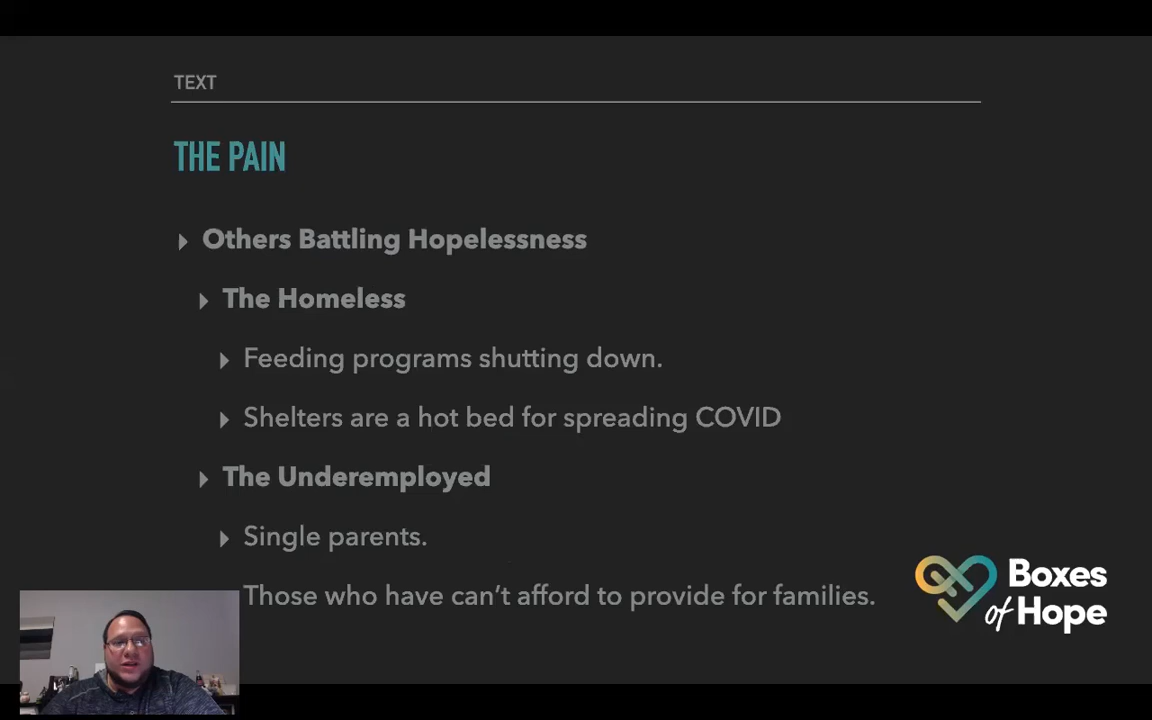 TEXT
THE PAIN
Others Battling Hopelessness
The Homeless
Feeding programs shutting down.
Shelters are a hot bed for spreading COVID
The Underemployed
Single parents.
Those who have can't afford to provide for families.
Boxes
of Hope